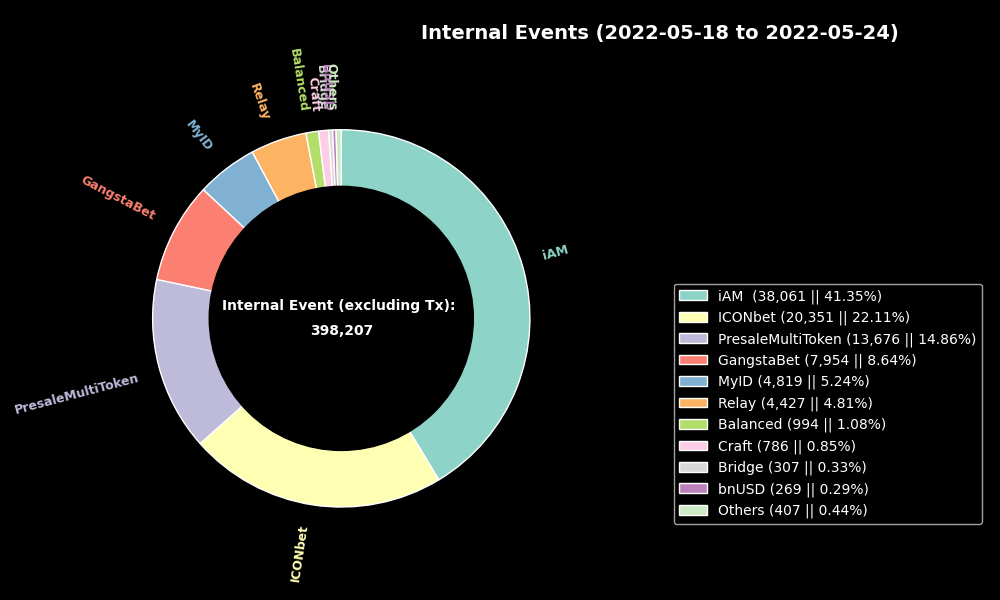 Internal Events (2022-05-18 to 2022-05-24)
Others
bnUSD
Bridge
Craft
Balanced
Relay
MyID
GangstaBet
PresaleMultiToken
ICONbet
iAM
Internal Event (excluding Tx):
398,207
iAM (38,061 || 41.35%)
ICONbet (20,351 || 22.11%)
PresaleMultiToken (13,676 || 14.86%)
GangstaBet (7,954 || 8.64%)
MyID (4,819 || 5.24%)
Relay (4,427 || 4.81%)
Balanced (994 || 1.08%)
Craft (786 || 0.85%)
Bridge (307 || 0.33%)
bnUSD (269 || 0.29%)
Others (407 || 0.44%)